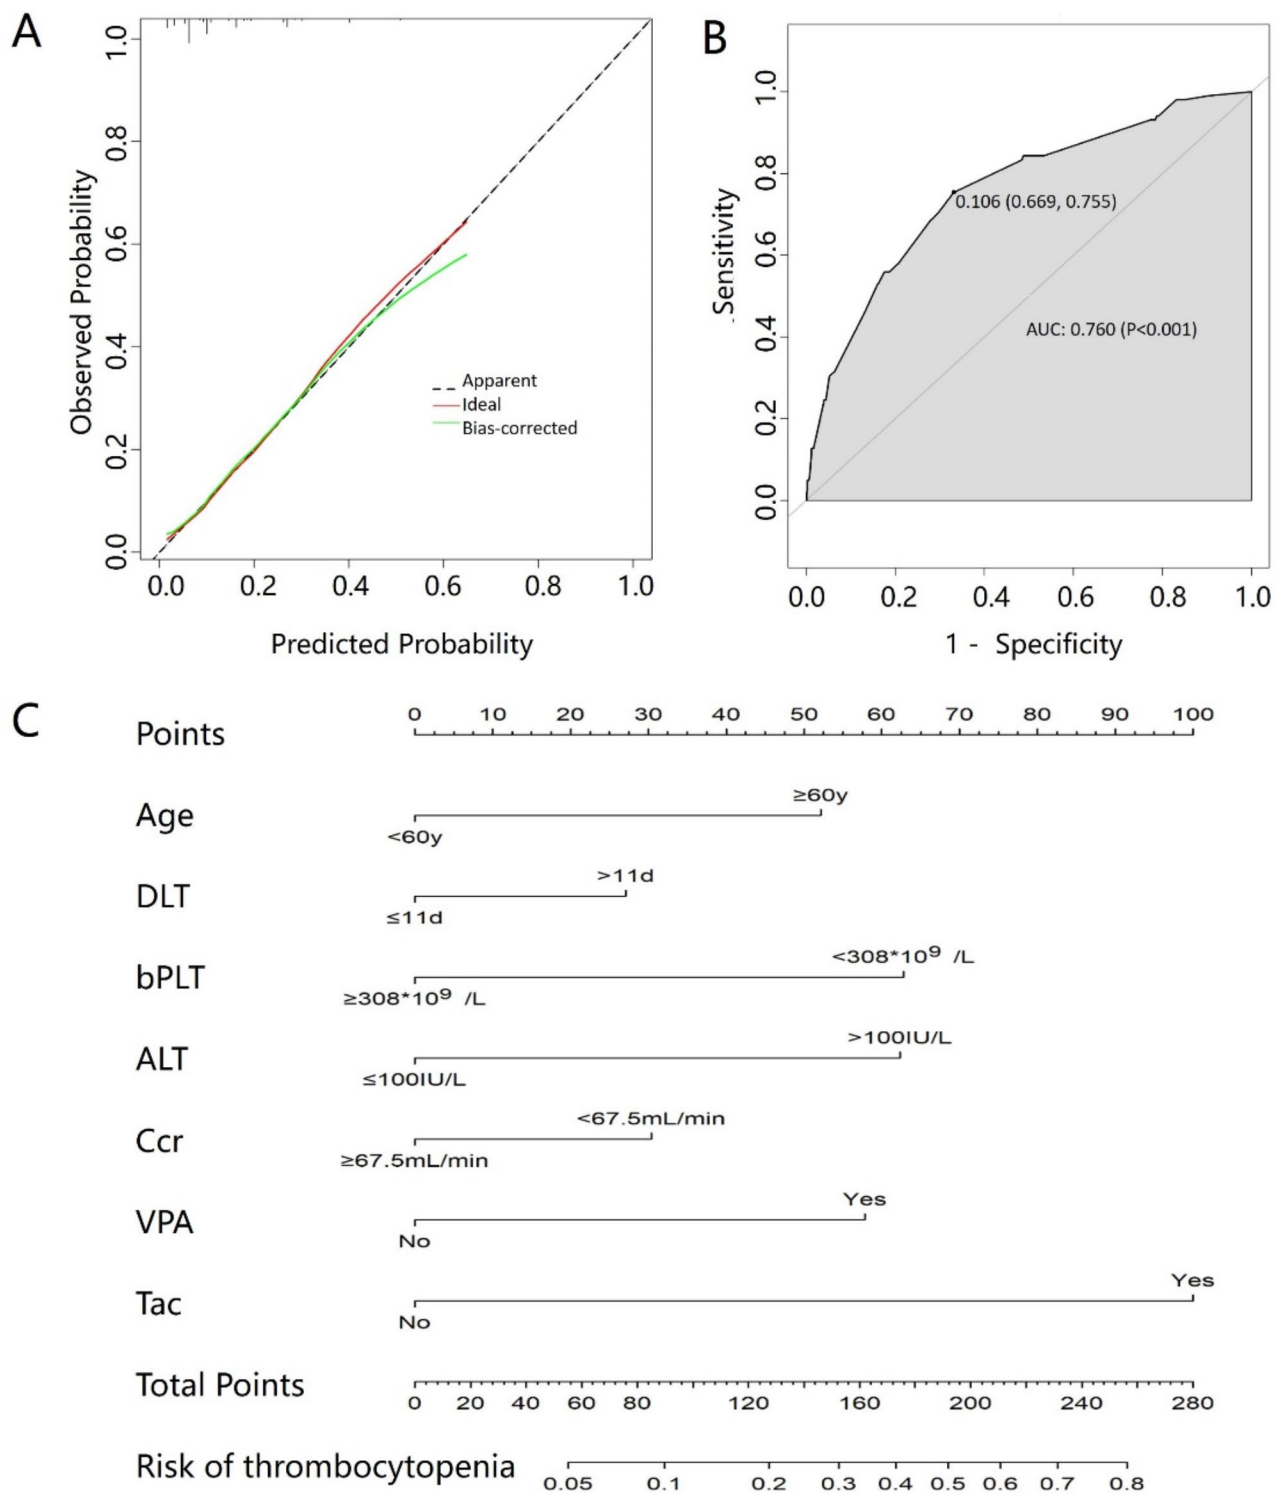 A
1.0
0.8
0.6
0.4
0.2
0.0
Observed Probability
Apparent
Ideal
Bias-corrected
0.0 0.2 0.4 0.6 0.8 1.0
Predicted Probability
B
1.0
0.8
0.6
0.4
0.2
0.0
Sensitivity
0.106 (0.669, 0.755)
AUC: 0.760 (P<0.001)
0.0 0.2 0.4 0.6 0.8 1.0
1 - Specificity
C
Points 0 10 20 30 40 50 60 70 80 90 100
Age <60y ≥60y
DLT ≤11d >11d
bPLT ≥308*10⁹ /L <308*10⁹ /L
ALT ≤100IU/L >100IU/L
Ccr ≥67.5mL/min <67.5mL/min
VPA No Yes
Tac No Yes
Total Points 0 20 40 60 80 120 160 200 240 280
Risk of thrombocytopenia 0.05 0.1 0.2 0.3 0.4 0.5 0.6 0.7 0.8